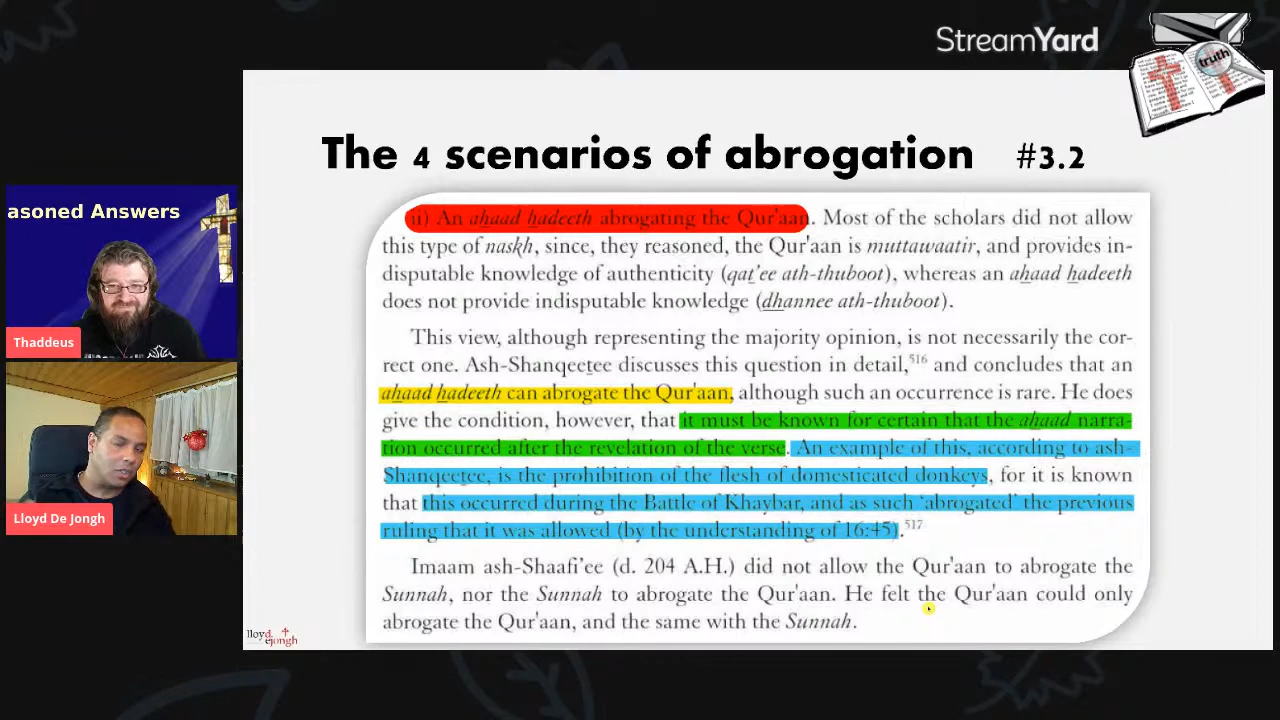 StreamYard
truth
The 4 scenarios of abrogation #3.2
asoned Answers
Thaddeus
Lloyd De Jongh
ii) An ahaad hadeeth abrogating the Qur'aan. Most of the scholars did not allow
this type of naskh, since, they reasoned, the Qur'aan is muttawaatir, and provides in-
disputable knowledge of authenticity (qat'ee ath-thuboot), whereas an ahaad hadeeth
does not provide indisputable knowledge (dhannee ath-thuboot).
This view, although representing the majority opinion, is not necessarily the cor-
rect one. Ash-Shanqeetee discusses this question in detail,516 and concludes that an
ahaad hadeeth can abrogate the Qur'aan, although such an occurrence is rare. He does
give the condition, however, that it must be known for certain that the ahaad narra-
tion occurred after the revelation of the verse. An example of this, according to ash-
Shanqeetee, is the prohibition of the flesh of domesticated donkeys, for it is known
that this occurred during the Battle of Khaybar, and as such 'abrogated' the previous
ruling that it was allowed (by the understanding of 16:45).517
Imaam ash-Shaafi'ee (d. 204 A.H.) did not allow the Qur'aan to abrogate the
Sunnah, nor the Sunnah to abrogate the Qur'aan. He felt the Qur'aan could only
abrogate the Qur'aan, and the same with the Sunnah.
lloyd
ejongh